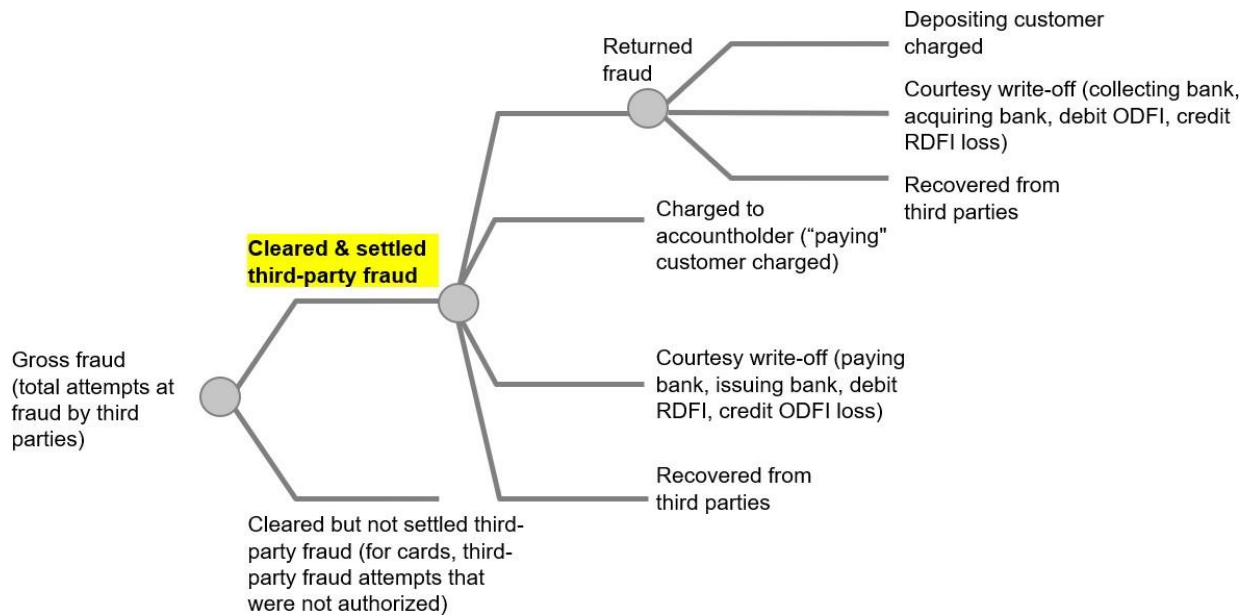 Gross fraud
(total attempts at
fraud by third
parties)
Cleared & settled
third-party fraud
Cleared but not settled third-
party fraud (for cards, third-
party fraud attempts that
were not authorized)
Returned
fraud
Charged to
accountholder (“paying"
customer charged)
Courtesy write-off (paying
bank, issuing bank, debit
RDFI, credit ODFI loss)
Recovered from
third parties
Depositing customer
charged
Courtesy write-off (collecting bank,
acquiring bank, debit ODFI, credit
RDFI loss)
Recovered from
third parties